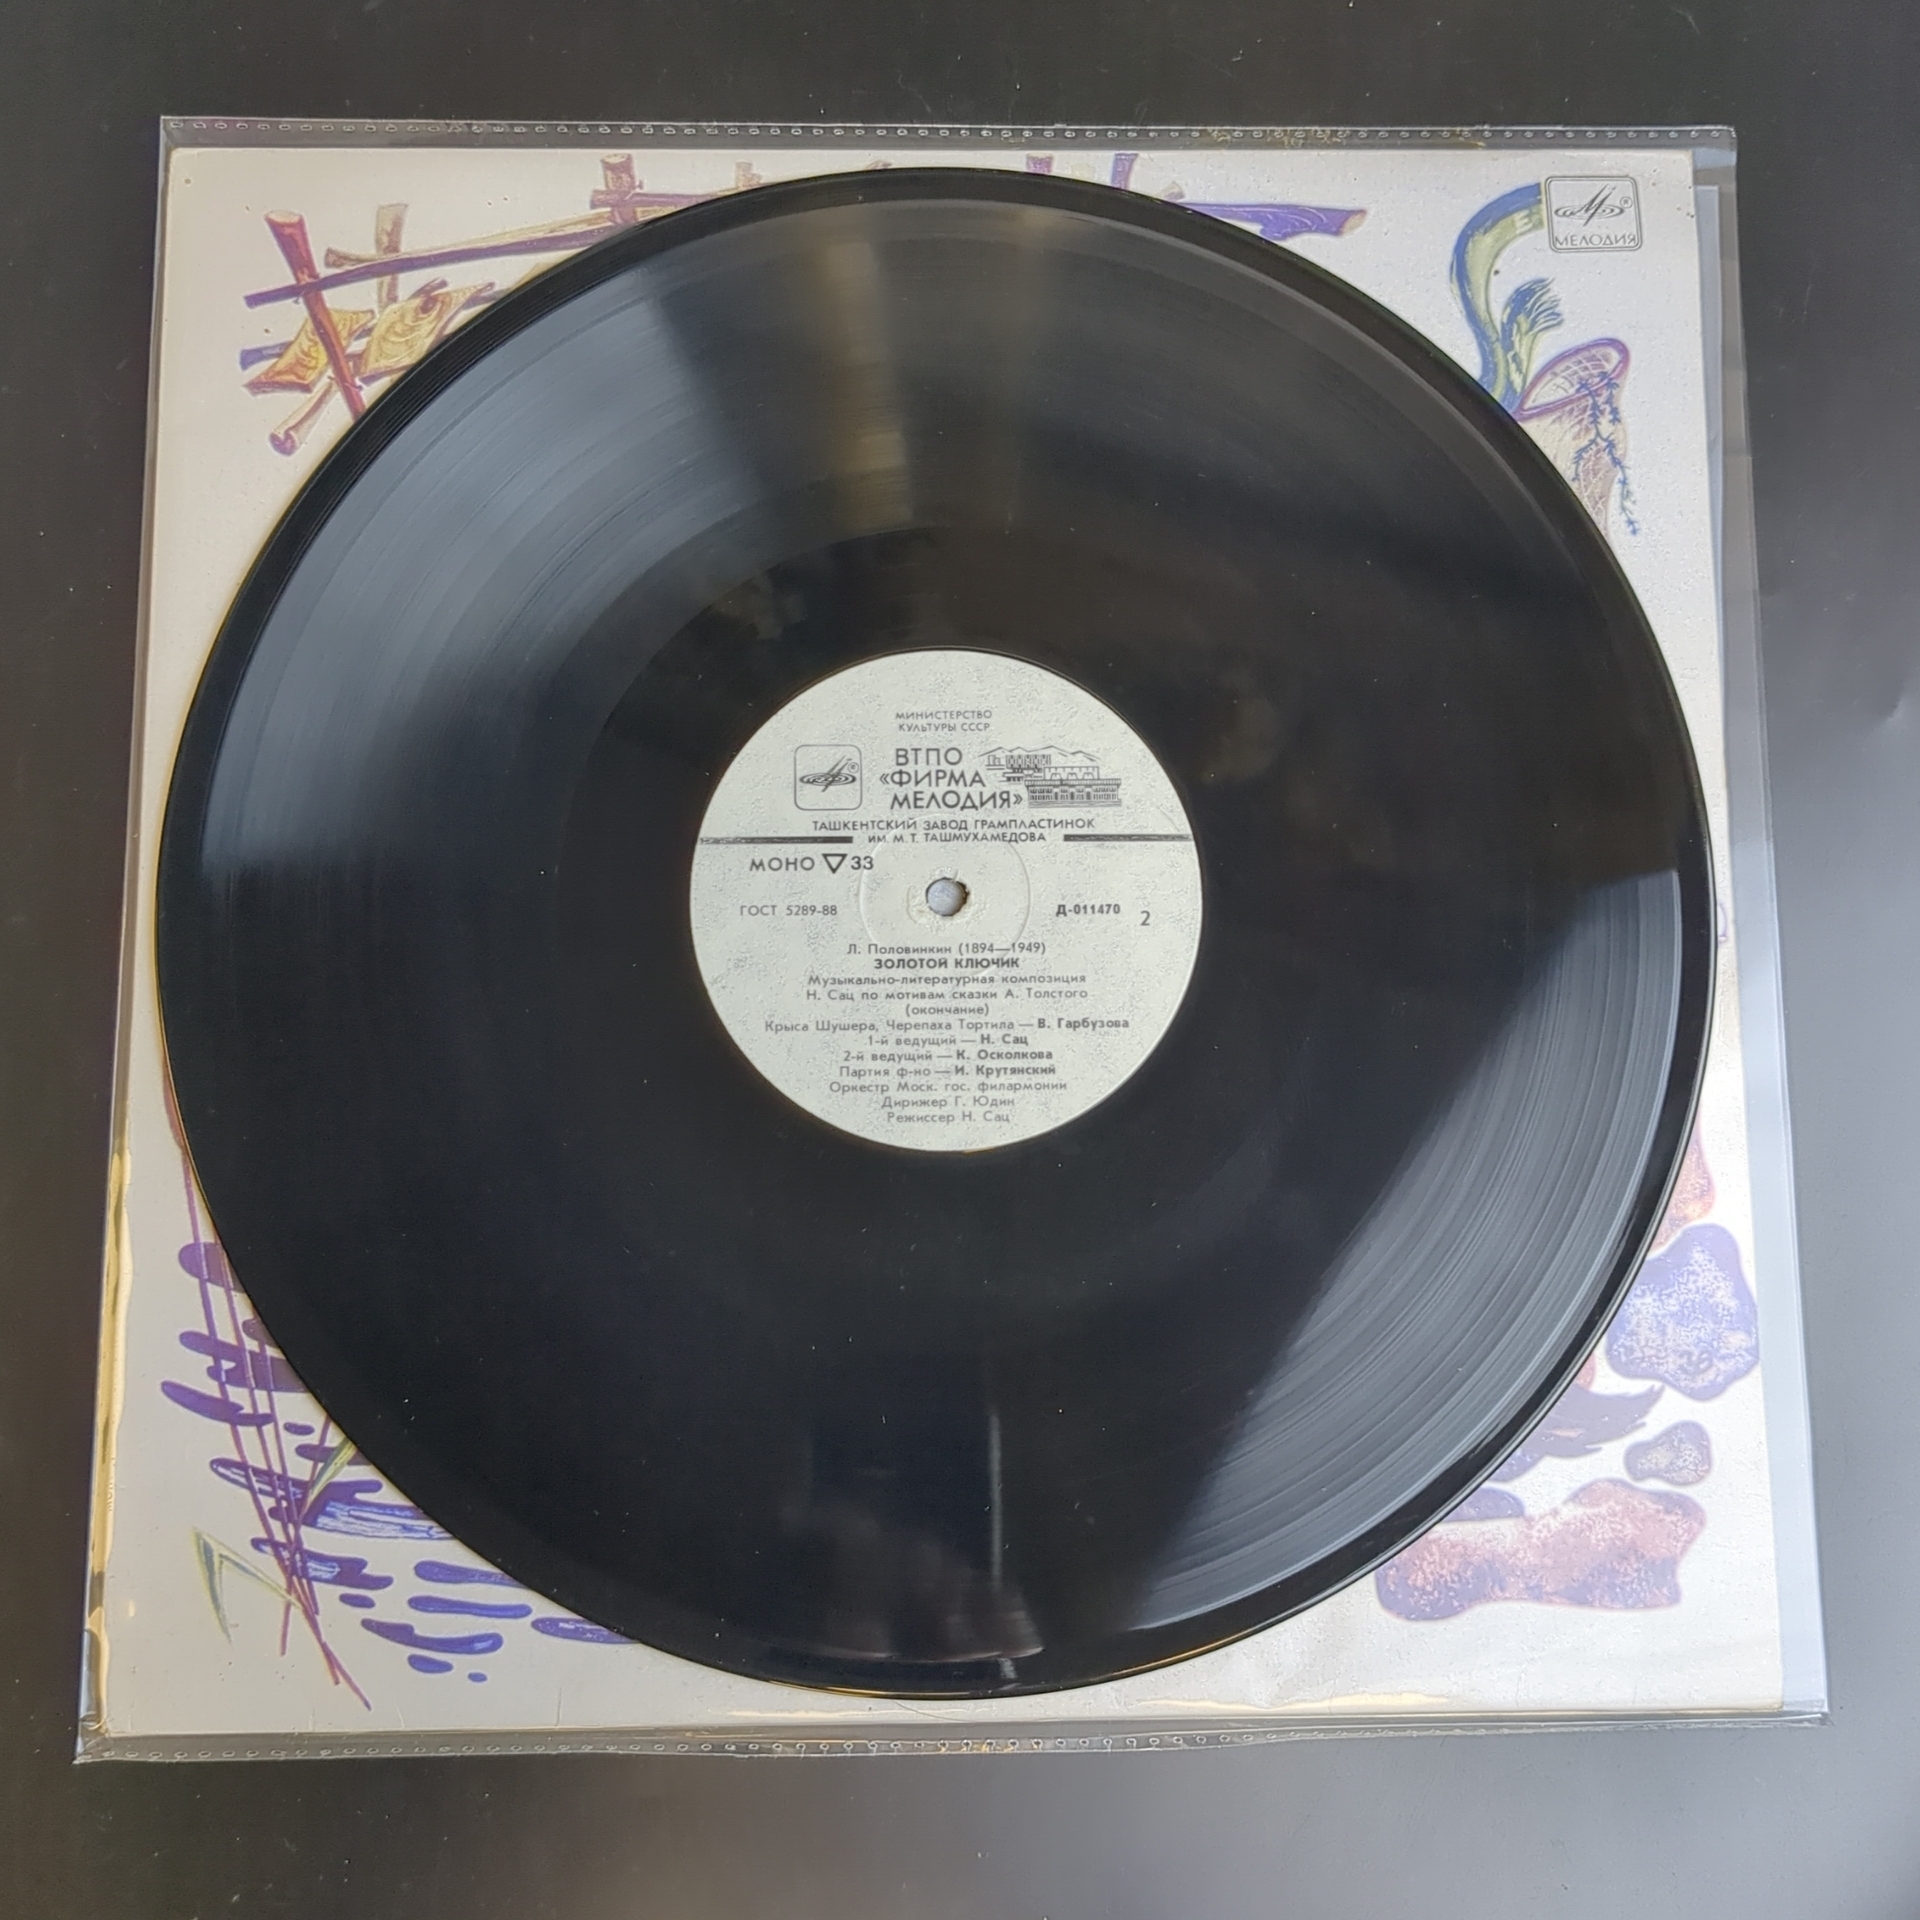 МЕЛОДИЯ
МИНИСТЕРСТВО
КУЛЬТУРЫ СССР
ВТПО
«ФИРМА
МЕЛОДИЯ»
ТАШКЕНТСКИЙ ЗАВОД ГРАМПЛАСТИНОК
ИМ. М. Т. ТАШМУХАМЕДОВА
МОНО 33
ГОСТ 5289-88 Д-011470 2
Л. Половинкин (1894—1949)
ЗОЛОТОЙ КЛЮЧИК
Музыкально-литературная композиция
Н. Сац по мотивам сказки А. Толстого
(окончание)
Крыса Шушера, Черепаха Тортила — В. Гарбузова
1-й ведущий — Н. Сац
2-й ведущий — К. Осколкова
Партия ф-но — И. Крутянский
Оркестр Моск. гос. филармонии
Дирижер Г. Юдин
Режиссер Н. Сац